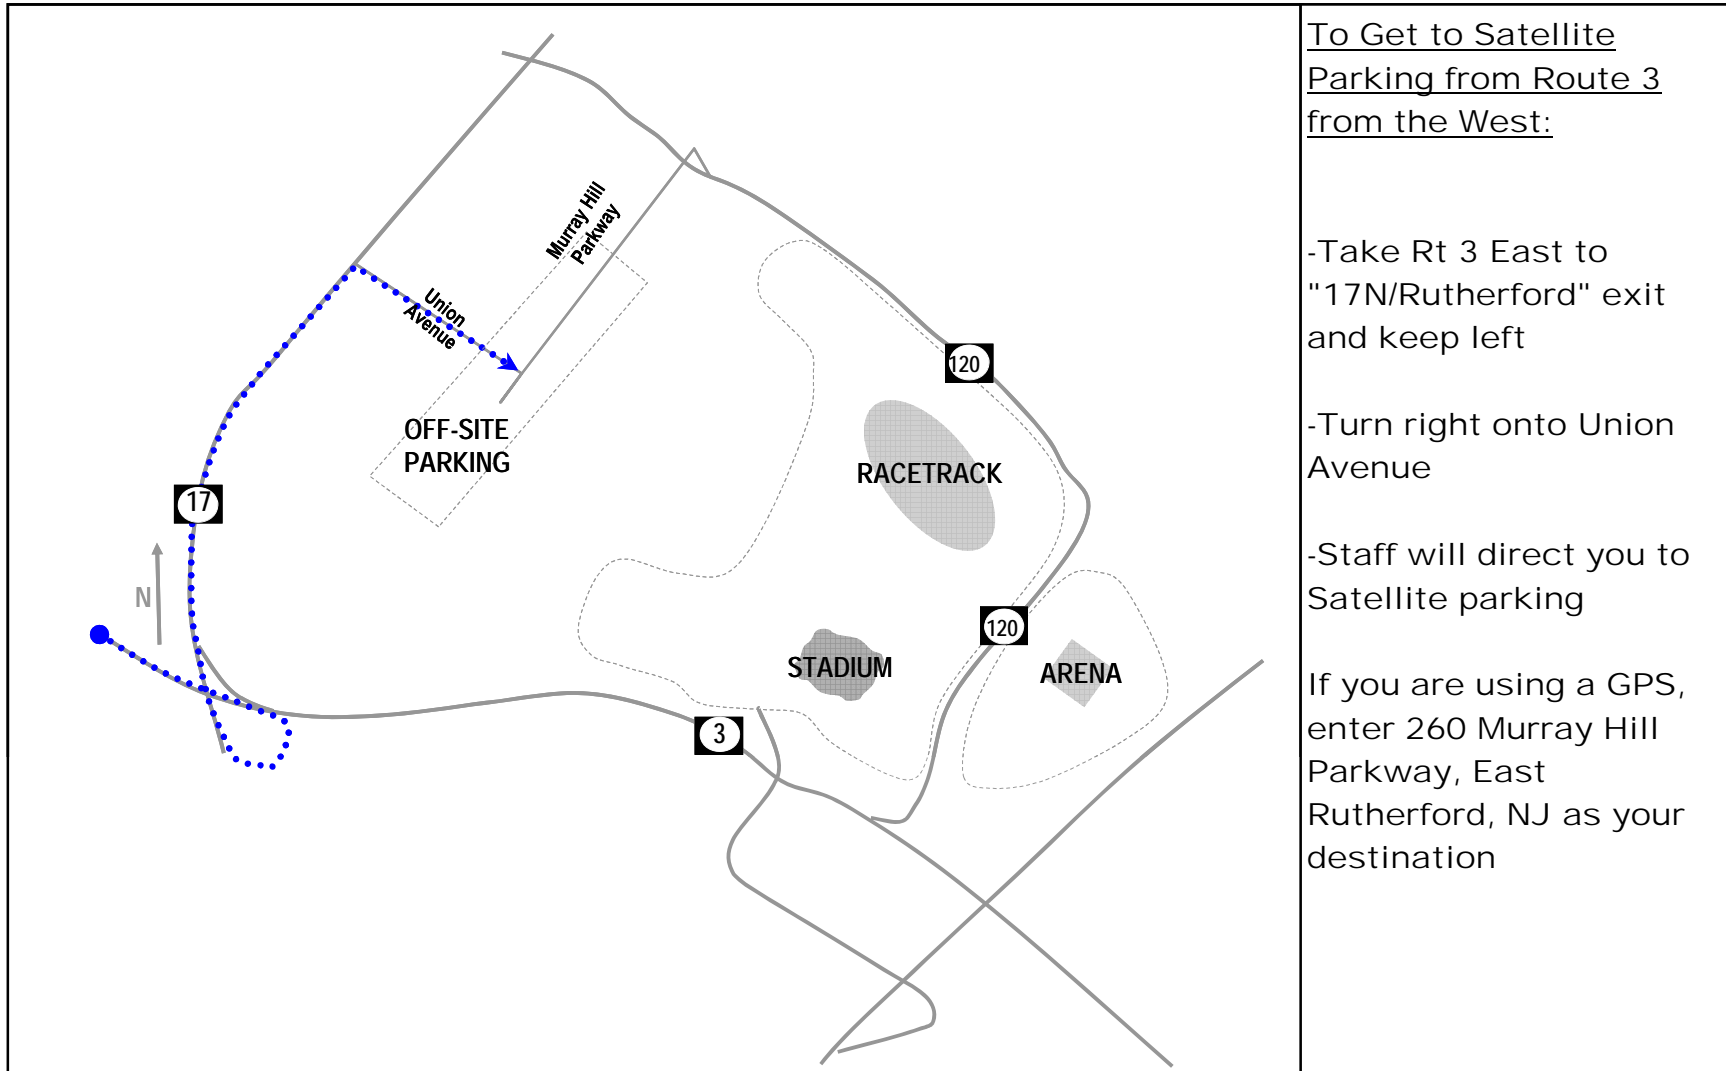 Murray Hill
Parkway
Union
Avenue
OFF-SITE
PARKING
120
RACETRACK
17
N
120
STADIUM
ARENA
3
To Get to Satellite
Parking from Route 3
from the West:
-Take Rt 3 East to
"17N/Rutherford" exit
and keep left
-Turn right onto Union
Avenue
-Staff will direct you to
Satellite parking
If you are using a GPS,
enter 260 Murray Hill
Parkway, East
Rutherford, NJ as your
destination